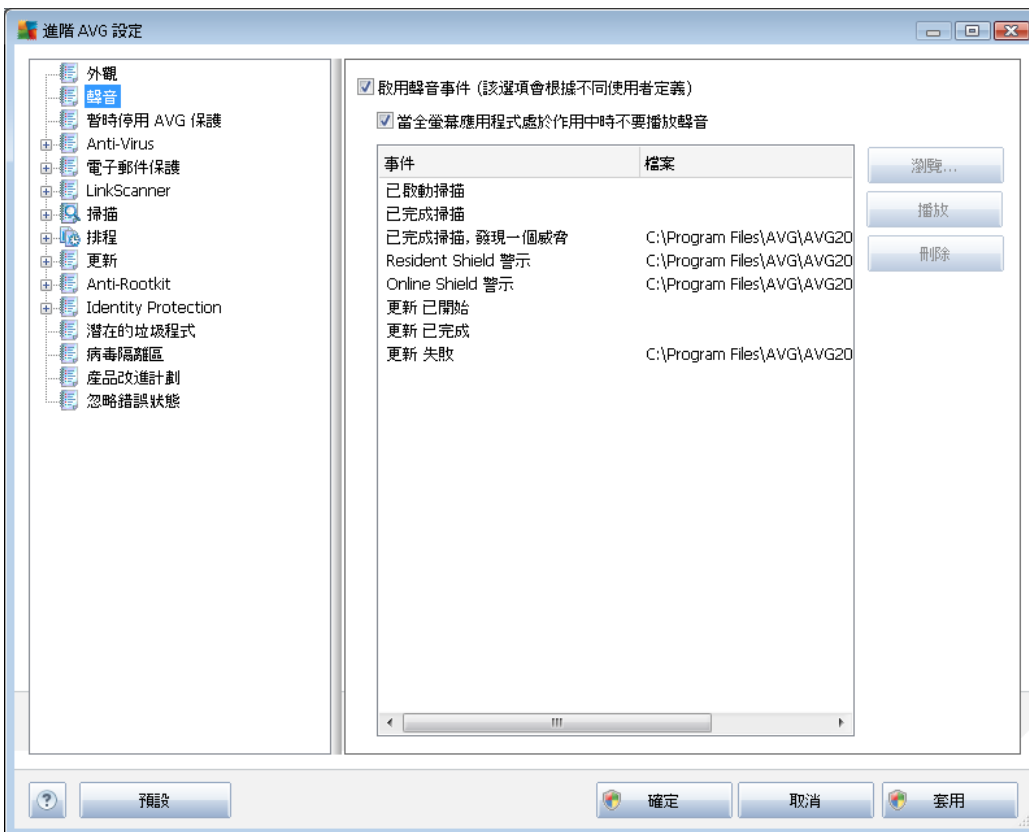 進階 AVG 設定
外觀
聲音
暫時停用 AVG 保護
Anti-Virus
電子郵件保護
LinkScanner
掃描
排程
更新
Anti-Rootkit
Identity Protection
潛在的垃圾程式
病毒隔離區
產品改進計劃
忽略錯誤狀態
啟用聲音事件 (該選項會根據不同使用者定義)
當全螢幕應用程式處於作用中時不要播放聲音
事件 檔案
已啟動掃描
已完成掃描
已完成掃描, 發現一個威脅 C:\Program Files\AVG\AVG20
Resident Shield 警示 C:\Program Files\AVG\AVG20
Online Shield 警示 C:\Program Files\AVG\AVG20
更新 已開始
更新 已完成
更新 失敗 C:\Program Files\AVG\AVG20
瀏覽...
播放
刪除
預設
確定
取消
套用